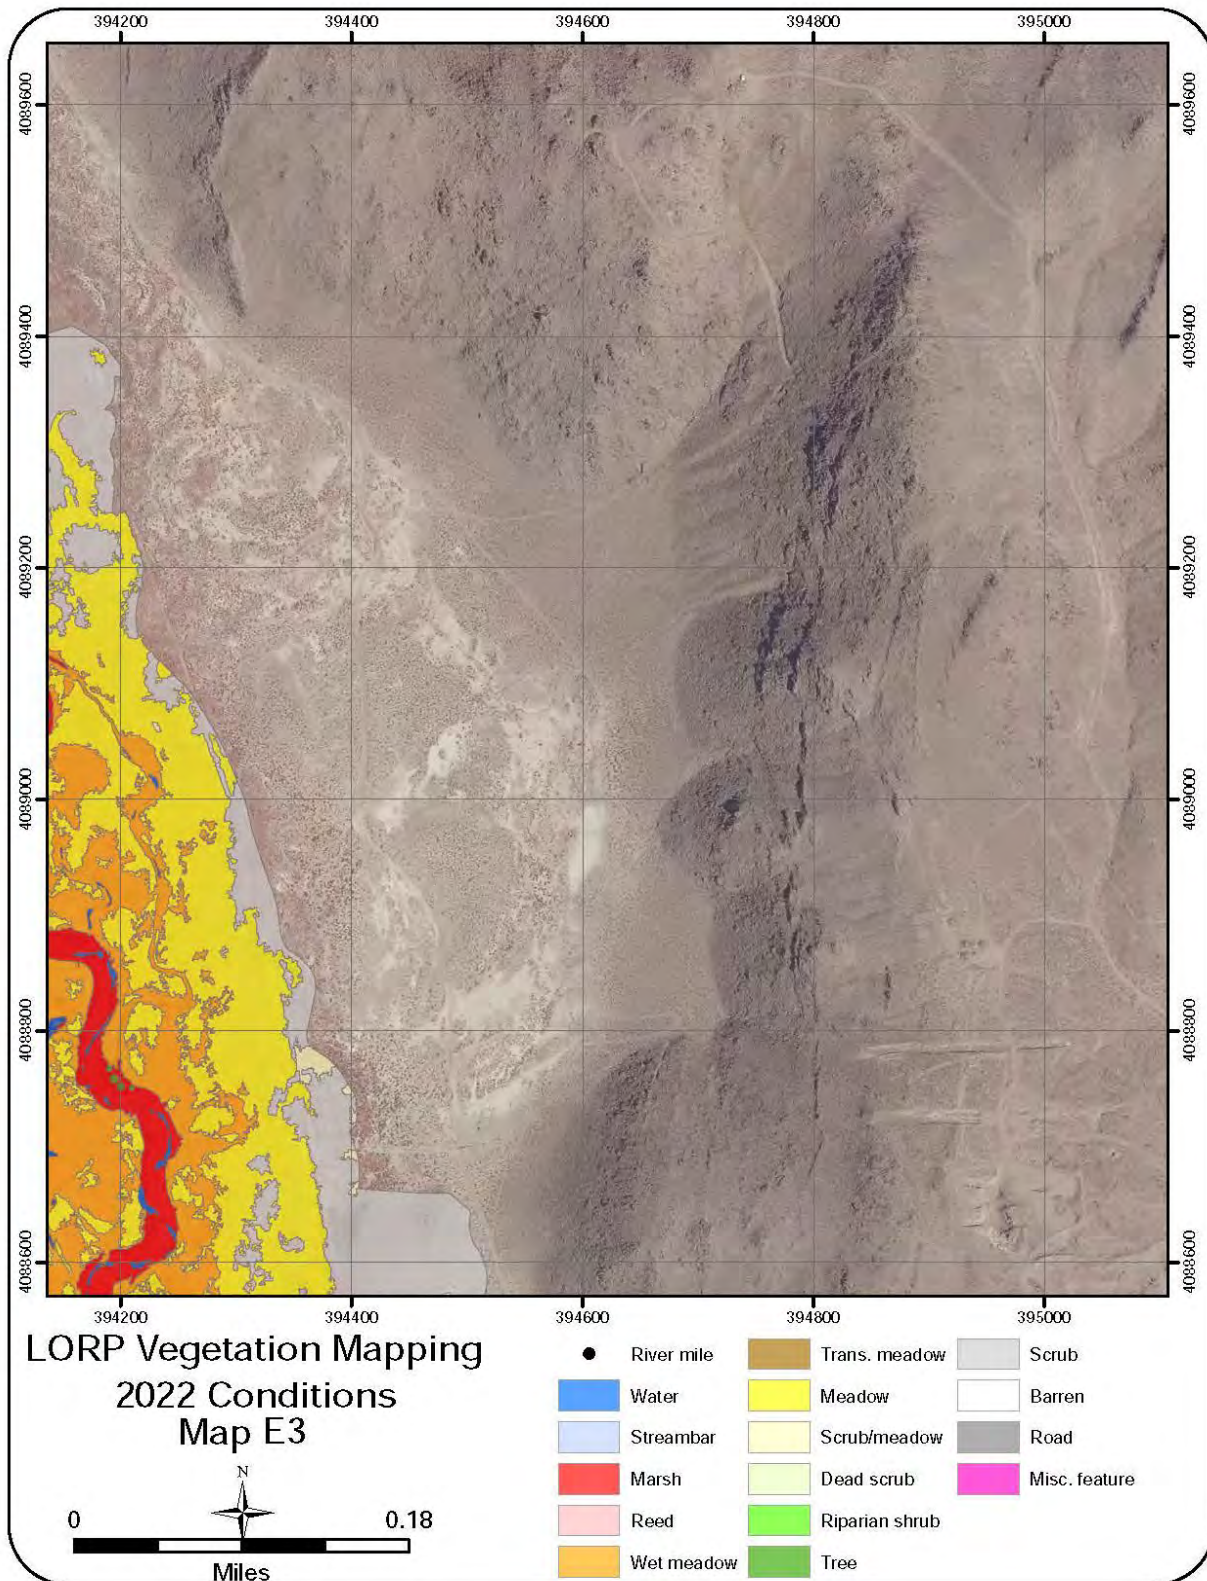 394200 394400 394600 394800 395000
4089600 4089600
4089400 4089400
4089200 4089200
4089000 4089000
4088800 4088800
4088600 4088600
394200 394400 394600 394800 395000
LORP Vegetation Mapping
2022 Conditions
Map E3
N
0 0.18
Miles
River mile
Water
Streambar
Marsh
Reed
Wet meadow
Trans. meadow
Meadow
Scrub/meadow
Dead scrub
Riparian shrub
Tree
Scrub
Barren
Road
Misc. feature